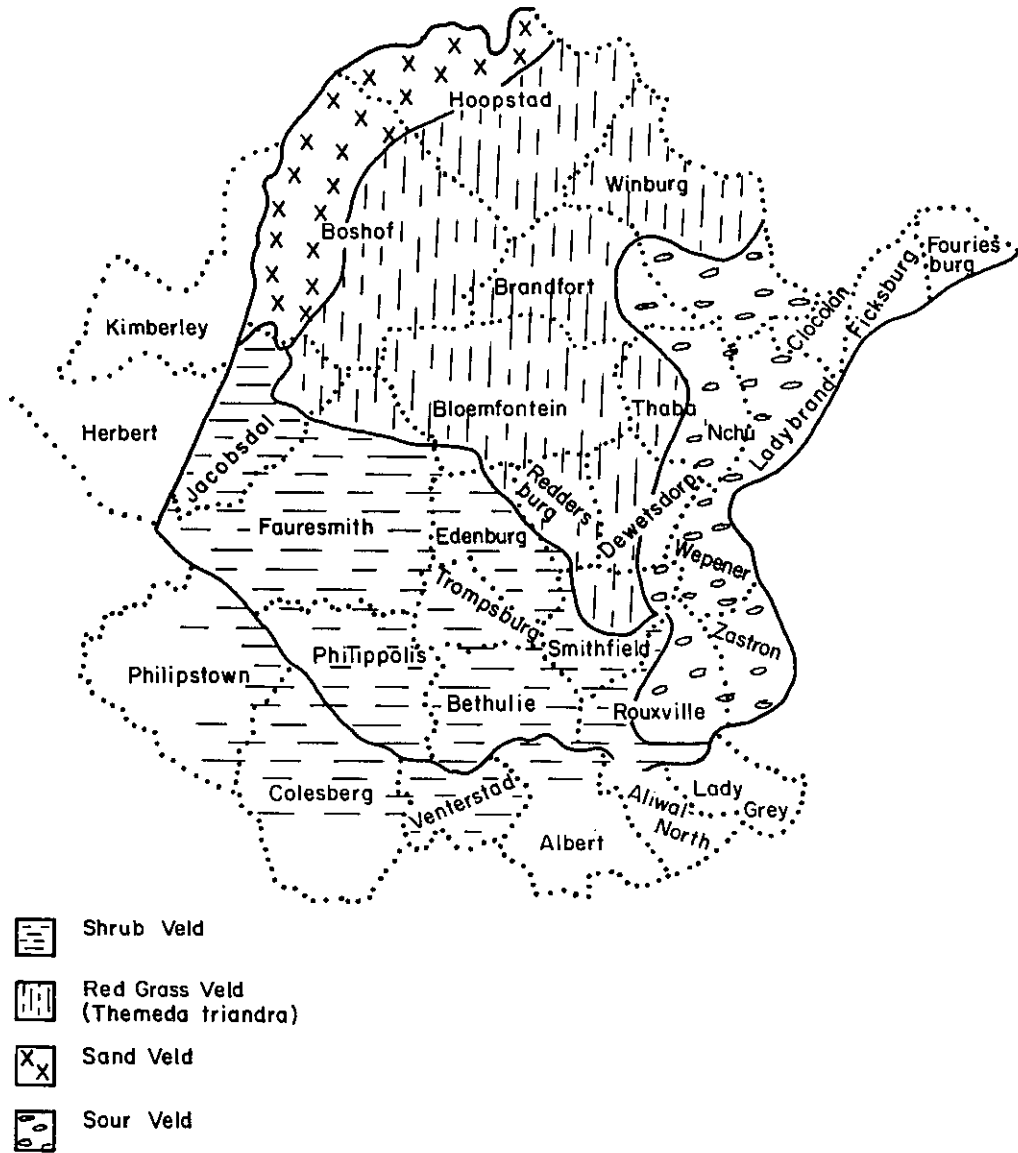 Hoopstad
Winburg
Fouries
burg
Boshof
Ficksburg
Brandfort
Clocolan
Kimberley
Bloemfontein
Thaba
Nchu
Ladybrand
Herbert
Jacobsdal
Redders
burg
Dewetsdorp
Fauresmith
Edenburg
Wepener
Trompsburg
Zastron
Philippolis
Smithfield
Philipstown
Bethulie
Rouxville
Colesberg
Venterstad
Aliwal-
North
Lady
Grey
Albert
Shrub Veld
Red Grass Veld
(Themeda triandra)
Sand Veld
Sour Veld